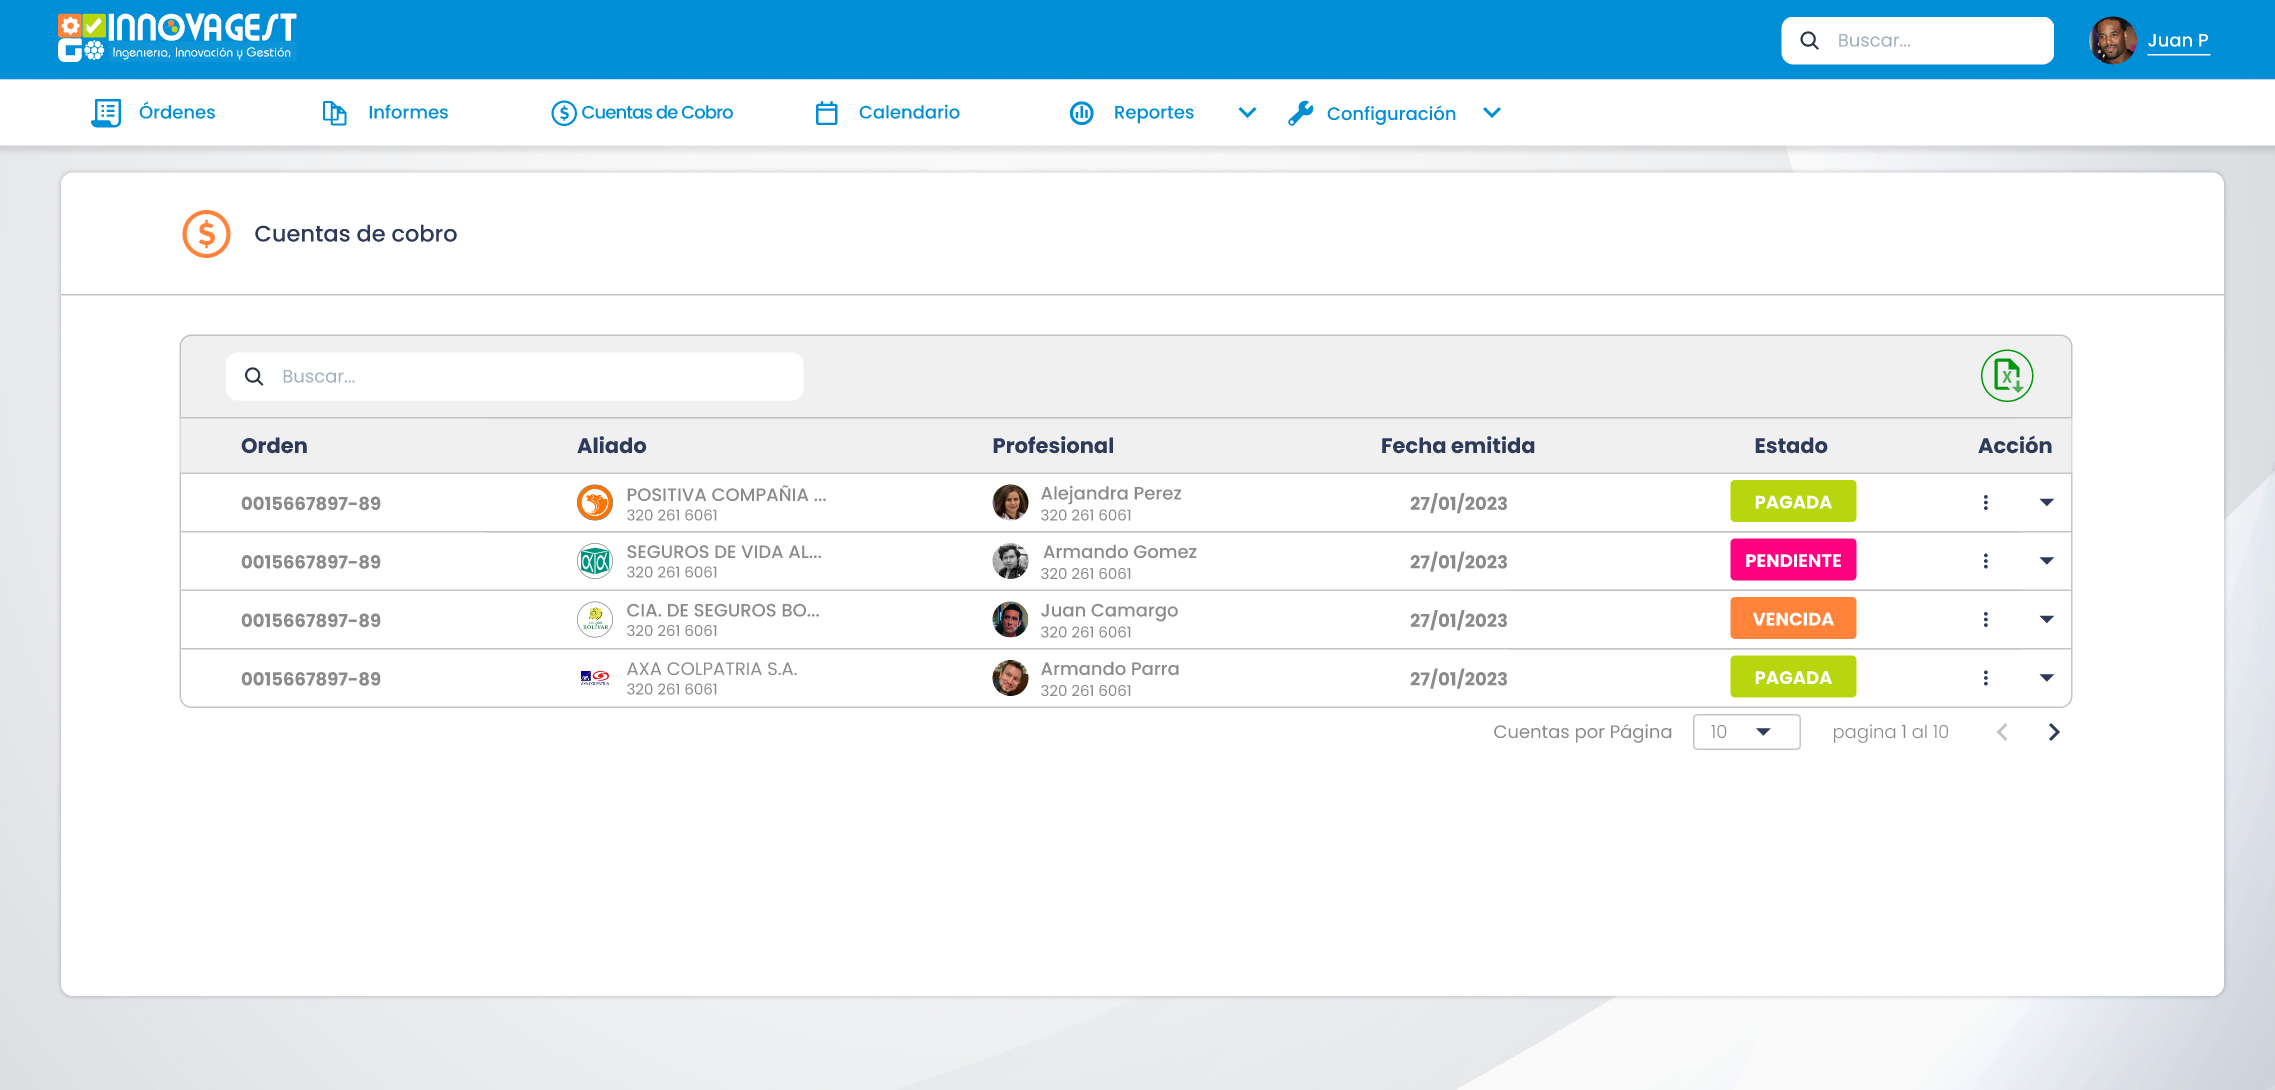 INNOVAGEST
Ingenieria, Innovación y Gestión
Buscar...
Juan P
Órdenes
Informes
Cuentas de Cobro
Calendario
Reportes
Configuración
Cuentas de cobro
Buscar...
Orden Aliado Profesional Fecha emitida Estado Acción
0015667897-89 POSITIVA COMPAÑIA ... Alejandra Perez 27/01/2023 PAGADA
320 261 6061 320 261 6061
0015667897-89 SEGUROS DE VIDA AL... Armando Gomez 27/01/2023 PENDIENTE
320 261 6061 320 261 6061
0015667897-89 CIA. DE SEGUROS BO... Juan Camargo 27/01/2023 VENCIDA
BOLÍVAR 320 261 6061 320 261 6061
0015667897-89 AXA COLPATRIA S.A. Armando Parra 27/01/2023 PAGADA
AXA COLPATRIA 320 261 6061 320 261 6061
Cuentas por Página 10 pagina 1 al 10